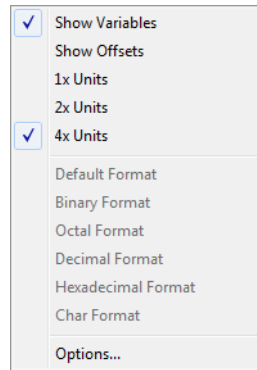 Show Variables
Show Offsets
1x Units
2x Units
4x Units
Default Format
Binary Format
Octal Format
Decimal Format
Hexadecimal Format
Char Format
Options...